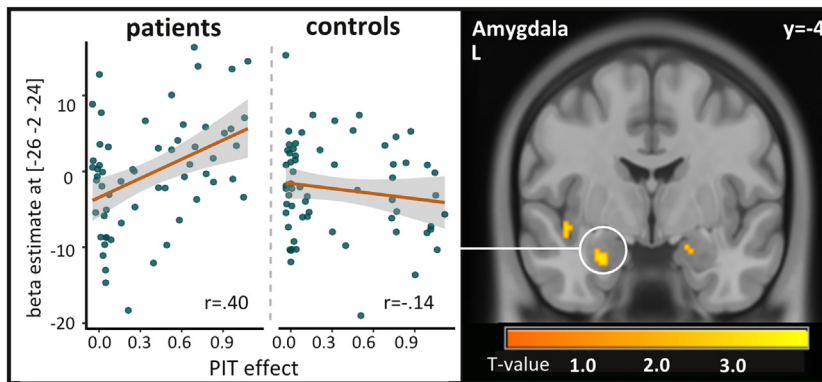 patients
controls
beta estimate at [-26 -2 -24]
10
0
-10
-20
r=.40
r=-.14
0.0 0.3 0.6 0.9 0.0 0.3 0.6 0.9
PIT effect
Amygdala y=-4
L
T-value 1.0 2.0 3.0